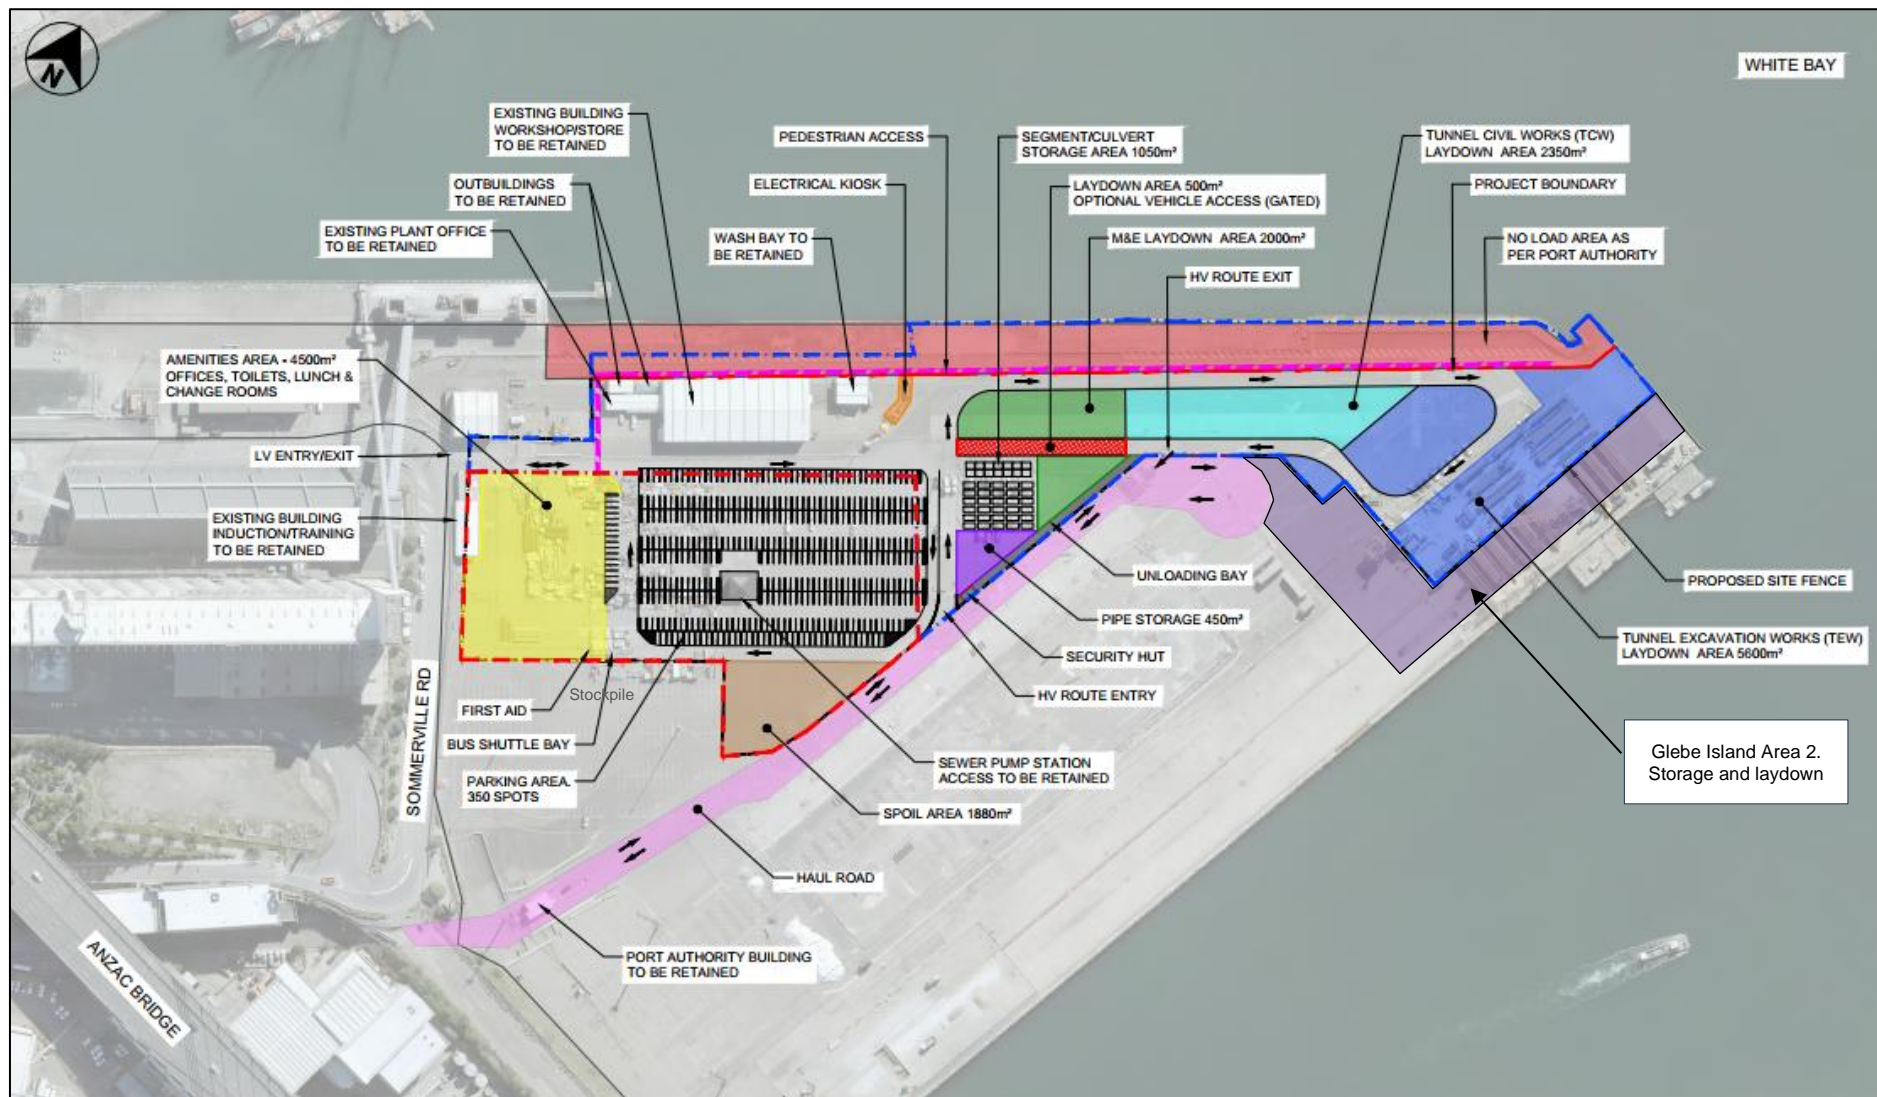 N
WHITE BAY
EXISTING BUILDING
WORKSHOP/STORE
TO BE RETAINED
PEDESTRIAN ACCESS
SEGMENT/CULVERT
STORAGE AREA 1050m²
TUNNEL CIVIL WORKS (TCW)
LAYDOWN AREA 2350m²
OUTBUILDINGS
TO BE RETAINED
ELECTRICAL KIOSK
LAYDOWN AREA 500m²
OPTIONAL VEHICLE ACCESS (GATED)
PROJECT BOUNDARY
EXISTING PLANT OFFICE
TO BE RETAINED
WASH BAY TO
BE RETAINED
M&E LAYDOWN AREA 2000m²
NO LOAD AREA AS
PER PORT AUTHORITY
HV ROUTE EXIT
AMENITIES AREA - 4500m²
OFFICES, TOILETS, LUNCH &
CHANGE ROOMS
LV ENTRY/EXIT
EXISTING BUILDING
INDUCTION/TRAINING
TO BE RETAINED
UNLOADING BAY
PROPOSED SITE FENCE
PIPE STORAGE 450m²
TUNNEL EXCAVATION WORKS (TEW)
LAYDOWN AREA 5600m²
SECURITY HUT
HV ROUTE ENTRY
Stockpile
FIRST AID
BUS SHUTTLE BAY
SOMMERVILLE RD
PARKING AREA.
350 SPOTS
SEWER PUMP STATION
ACCESS TO BE RETAINED
Glebe Island Area 2.
Storage and laydown
SPOIL AREA 1880m²
HAUL ROAD
PORT AUTHORITY BUILDING
TO BE RETAINED
ANZAC BRIDGE